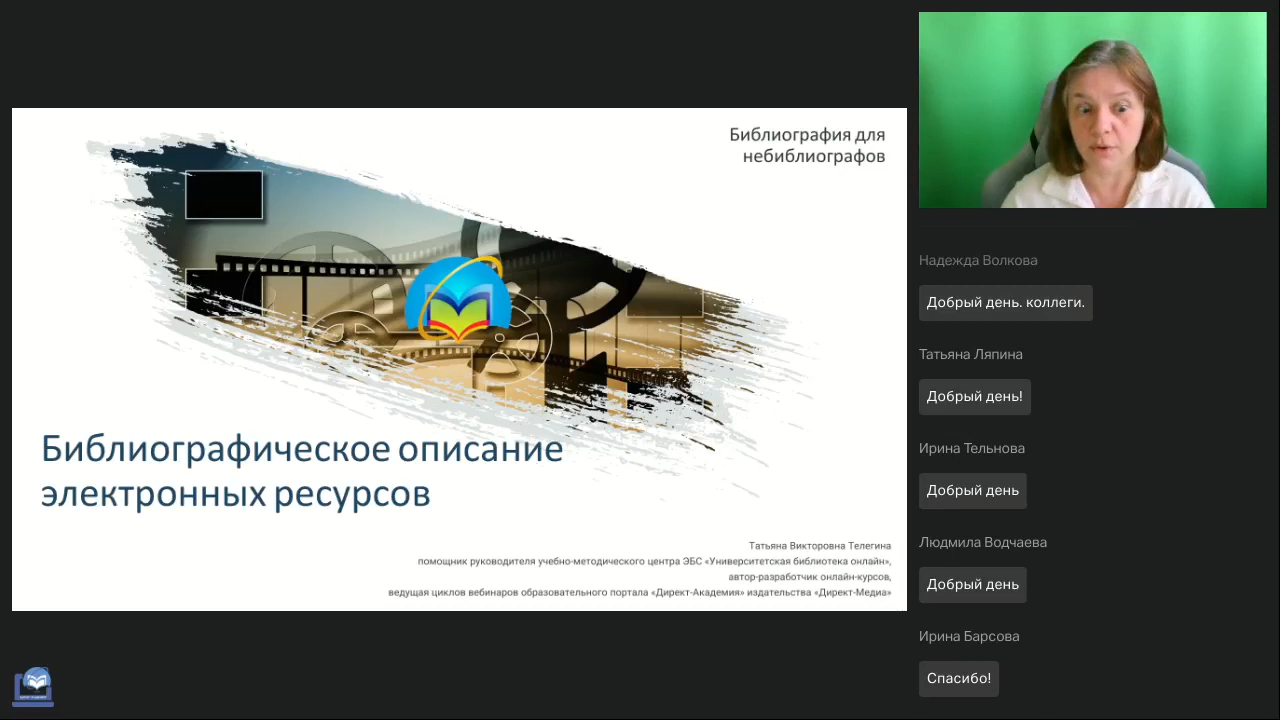 Библиография для
небиблиографов
Библиографическое описание
электронных ресурсов
Татьяна Викторовна Телегина
помощник руководителя учебно-методического центра ЭБС «Университетская библиотека онлайн»,
автор-разработчик онлайн-курсов,
ведущая циклов вебинаров образовательного портала «Директ-Академия» издательства «Директ-Медиа»
Надежда Волкова
Добрый день. коллеги.
Татьяна Ляпина
Добрый день!
Ирина Тельнова
Добрый день
Людмила Водчаева
Добрый день
Ирина Барсова
Спасибо!